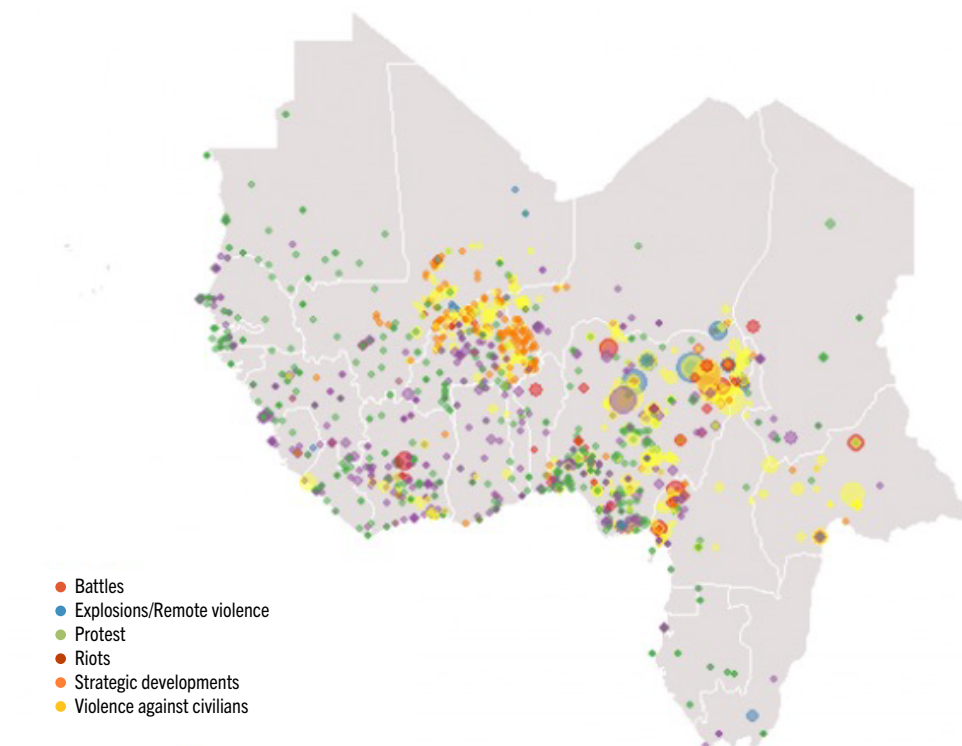 Battles
Explosions/Remote violence
Protest
Riots
Strategic developments
Violence against civilians